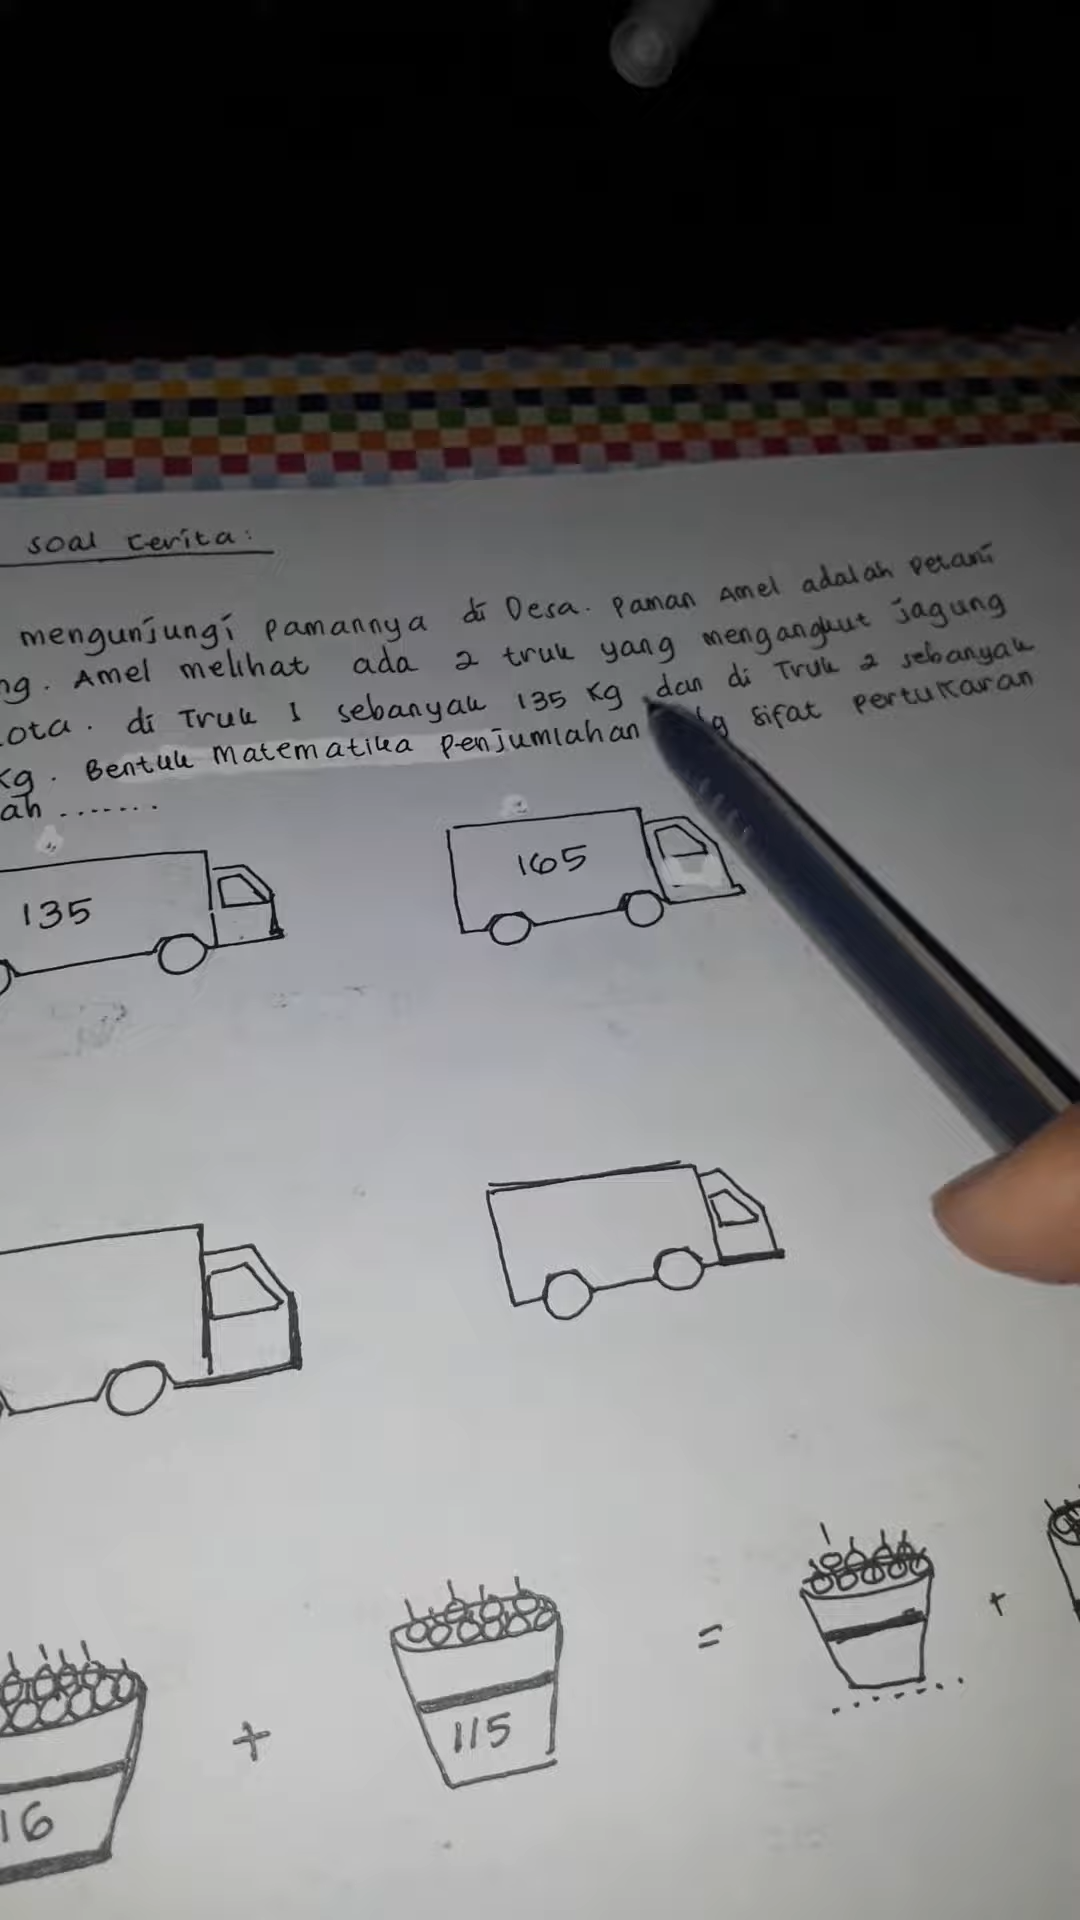 soal cerita:
mengunjungi pamannya di Desa. Paman Amel adalah Petani
ng. Amel melihat ada 2 truk yang mengangkut jagung
ota. di Truk 1 sebanyak 135 Kg dan di Truk 2 sebanyak
Kg. Bentuk Matematika Penjumlahan sifat Pertukaran
ah .......
135
165
+
115
=
+
16